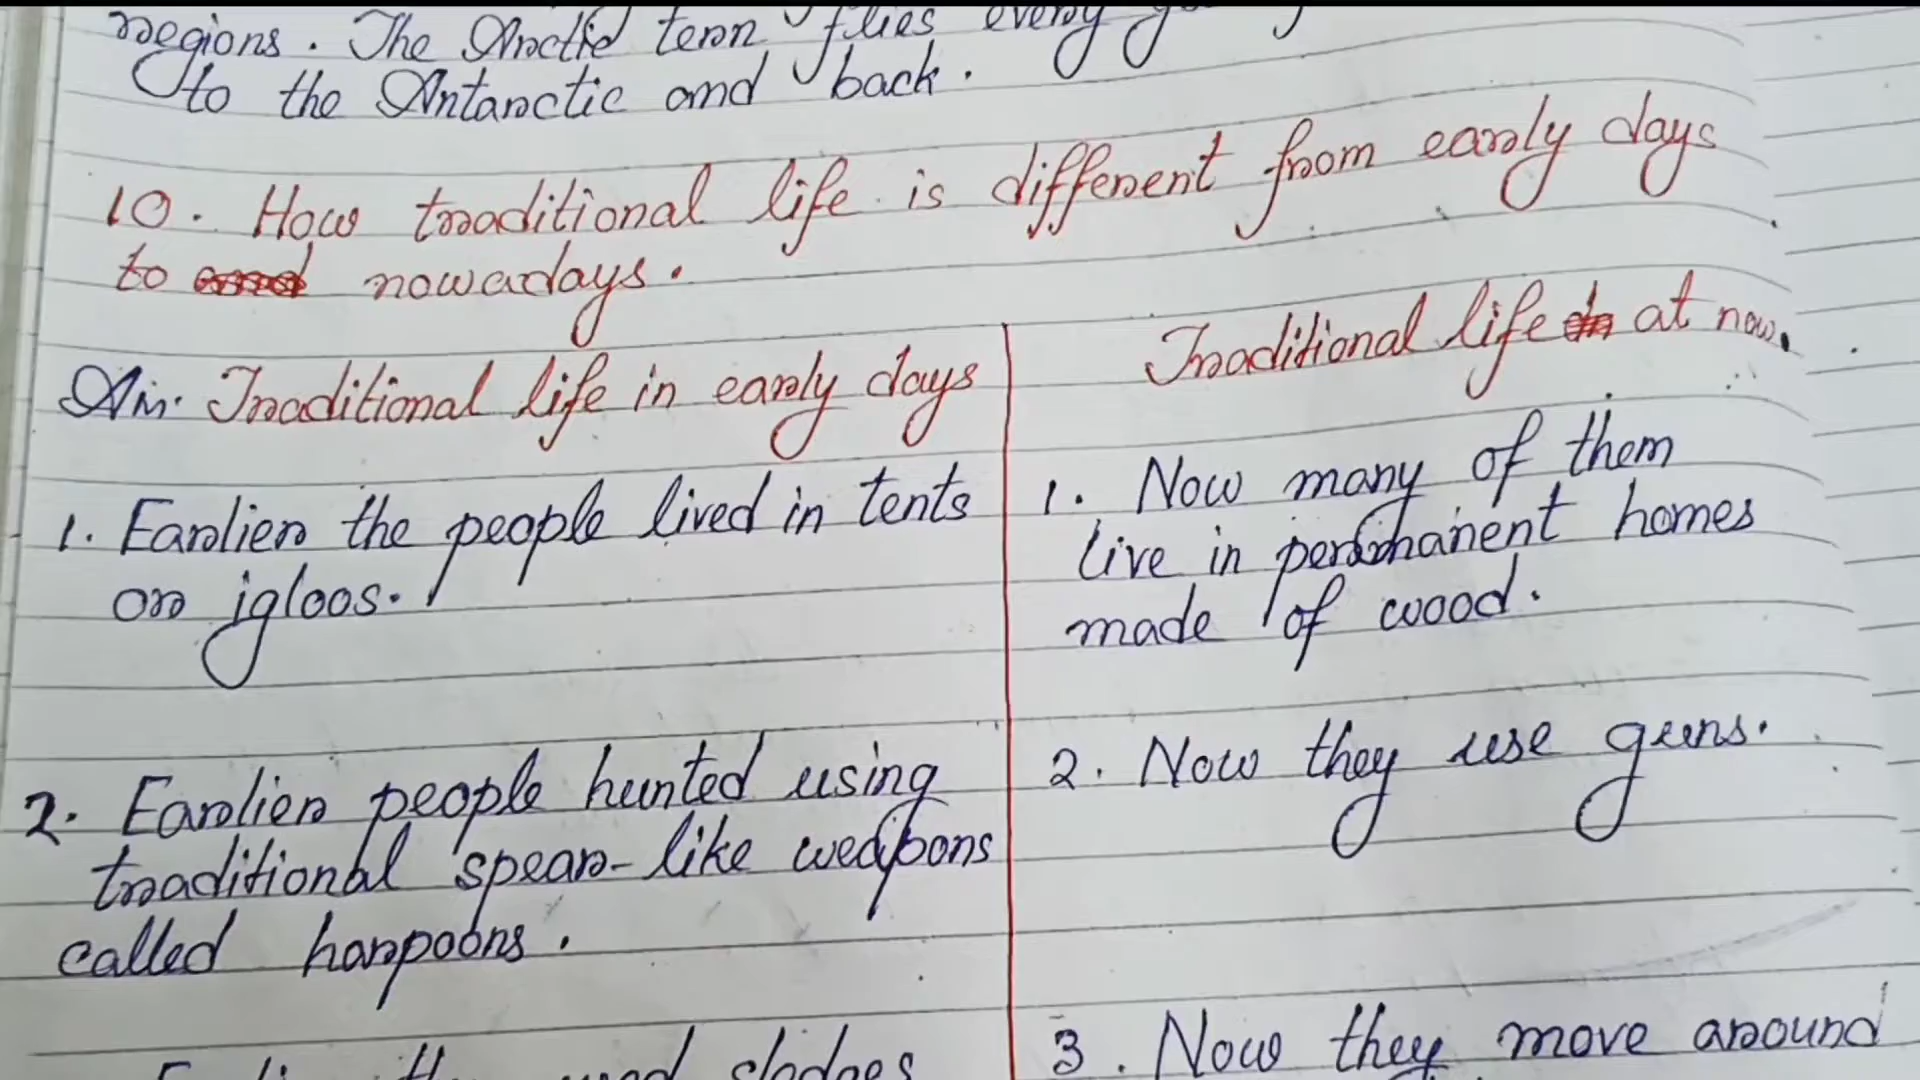 regions. The Arctic tern flies every
to the Antarctic and back.
10. How traditional life is different from early days
to nowadays.
Ans. Traditional life in early days
Traditional life at now.
1. Earlier the people lived in tents
or igloos.
1. Now many of them
live in permanent homes
made of wood.
2. Earlier people hunted using
traditional spear-like weapons
called harpoons.
2. Now they use guns.
sledges
3. Now they move around